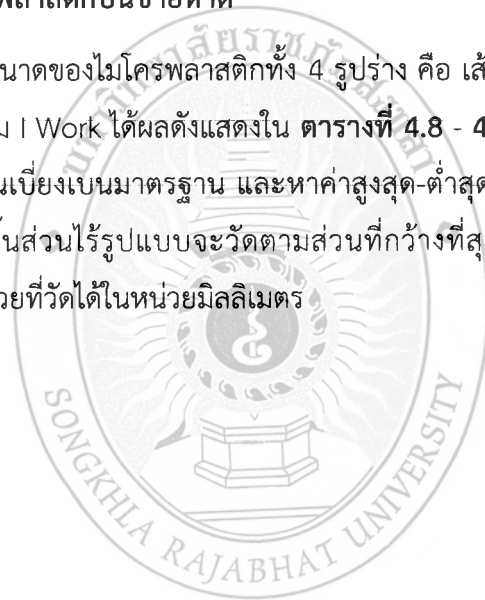 พลาสติกบนชายหาด
นาดของไมโครพลาสติกทั้ง 4 รูปร่าง คือ เส้
ม I Work ได้ผลดังแสดงใน ตารางที่ 4.8 - 4
นเบี่ยงเบนมาตรฐาน และหาค่าสูงสุด-ต่ำสุด
้นส่วนไร้รูปแบบจะวัดตามส่วนที่กว้างที่สุ
วยที่วัดได้ในหน่วยมิลลิเมตร
SONGKHLA RAJABHAT UNIVERSITY